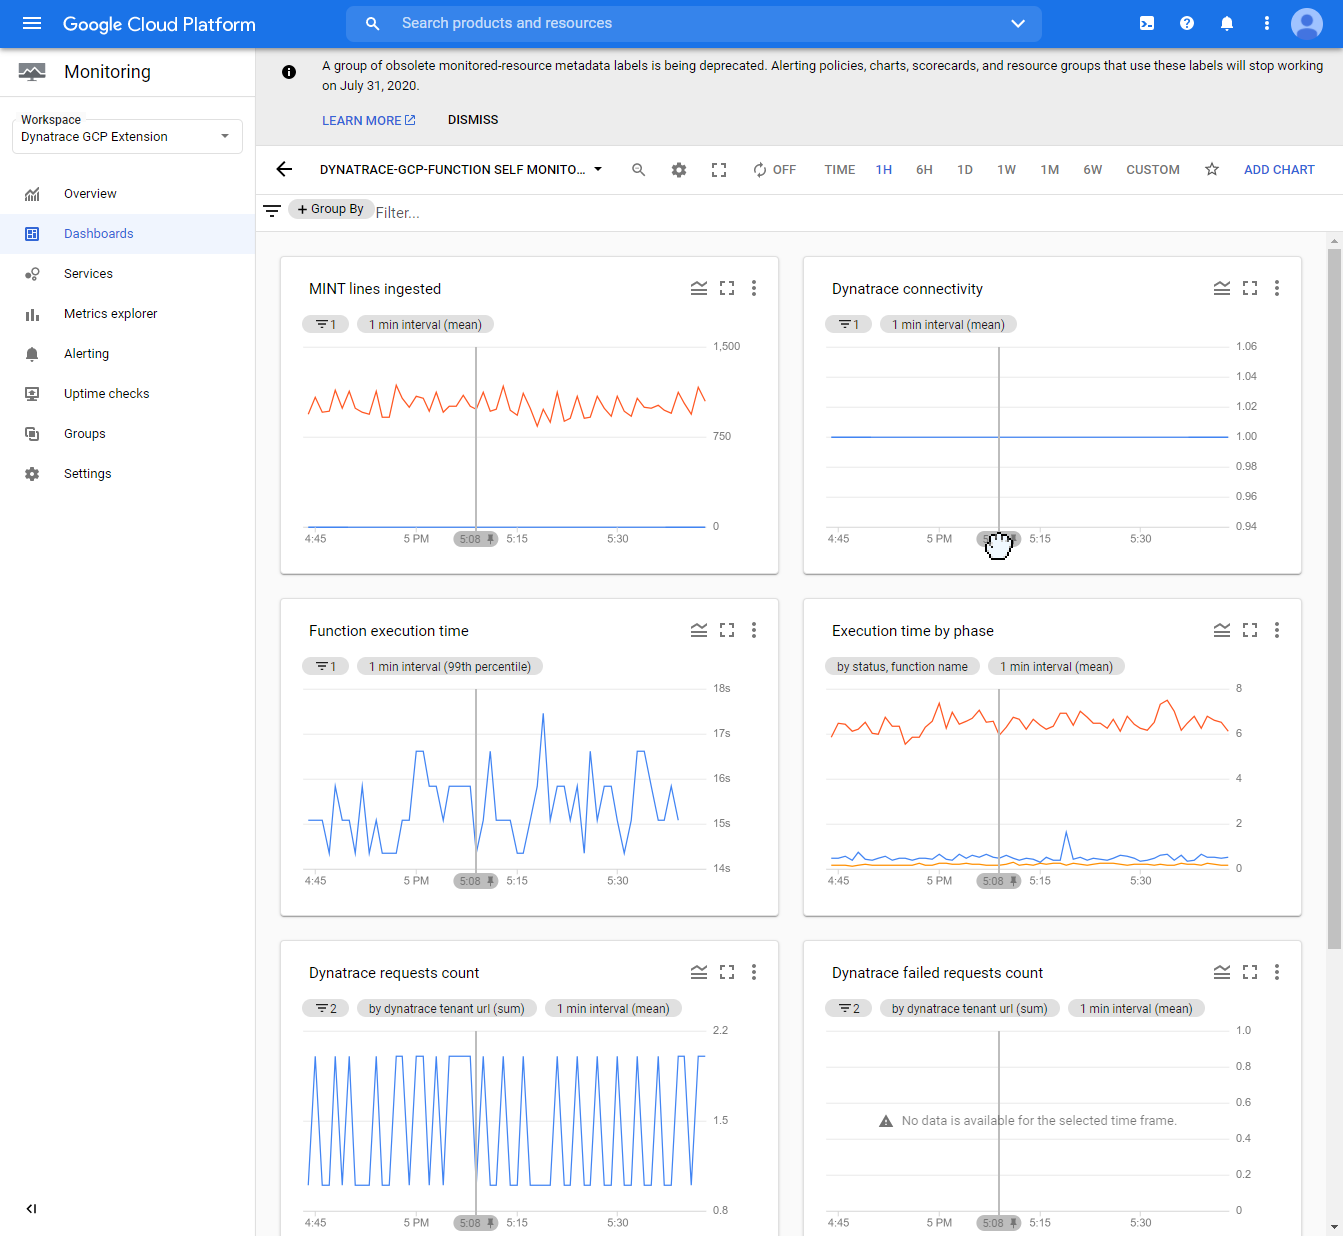 Google Cloud Platform
Search products and resources
Monitoring
Workspace
Dynatrace GCP Extension
Overview
Dashboards
Services
Metrics explorer
Alerting
Uptime checks
Groups
Settings
A group of obsolete monitored-resource metadata labels is being deprecated. Alerting policies, charts, scorecards, and resource groups that use these labels will stop working
on July 31, 2020.
LEARN MORE DISMISS
DYNATRACE-GCP-FUNCTION SELF MONITO... OFF TIME 1H 6H 1D 1W 1M 6W CUSTOM ADD CHART
+ Group By Filter...
MINT lines ingested
1 1 min interval (mean)
1,500
750
0
4:45 5 PM 5:08 5:15 5:30
Dynatrace connectivity
1 1 min interval (mean)
1.06
1.04
1.02
1.00
0.98
0.96
0.94
4:45 5 PM 5:15 5:30
Function execution time
1 1 min interval (99th percentile)
18s
17s
16s
15s
14s
4:45 5 PM 5:08 5:15 5:30
Execution time by phase
by status, function name 1 min interval (mean)
8
6
4
2
0
4:45 5 PM 5:08 5:15 5:30
Dynatrace requests count
2 by dynatrace tenant url (sum) 1 min interval (mean)
2.2
1.5
0.8
4:45 5 PM 5:08 5:15 5:30
Dynatrace failed requests count
2 by dynatrace tenant url (sum) 1 min interval (mean)
1.0
0.8
0.6
No data is available for the selected time frame.
0.4
0.2
0
4:45 5 PM 5:08 5:15 5:30